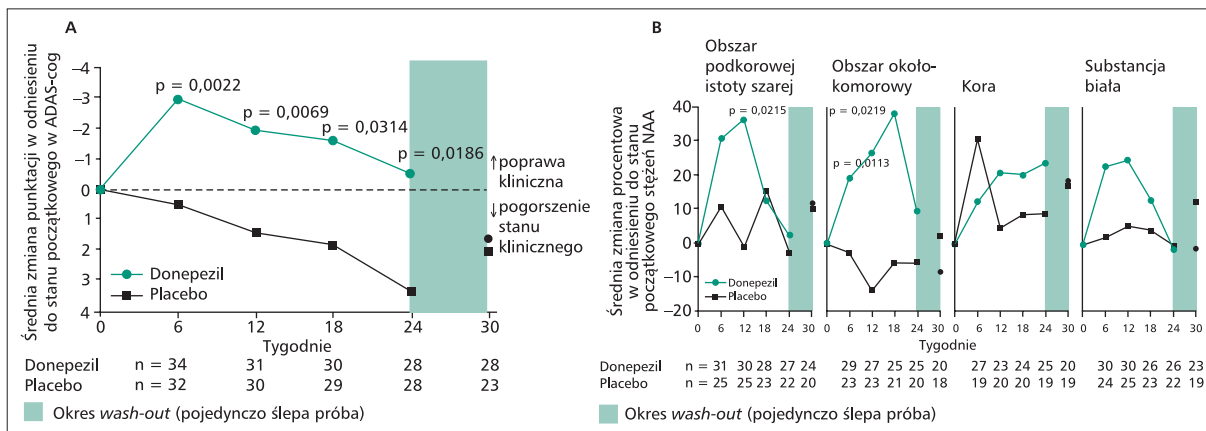 A
Średnia zmiana punktacji w odniesieniu
do stanu początkowego w ADAS-cog
–4
–3
–2
–1
0
1
2
3
4
p = 0,0022
p = 0,0069
p = 0,0314
p = 0,0186
↑poprawa
kliniczna
↓pogorszenie
stanu
klinicznego
Donepezil
Placebo
0 6 12 18 24 30
Tygodnie
Donepezil n = 34 31 30 28 28
Placebo n = 32 30 29 28 23
Okres wash-out (pojedynczo ślepa próba)
B
Średnia zmiana procentowa
w odniesieniu do stanu
początkowego stężeń NAA
Obszar
podkorowej
istoty szarej
Obszar około-
komorowy
Kora
Substancja
biała
40
30
20
10
0
–10
–20
p = 0,0215
p = 0,0219
p = 0,0113
Donepezil
Placebo
0 6 12 18 24 30 0 6 12 18 24 30 0 6 12 18 24 30 0 6 12 18 24 30
Tygodnie
Donepezil n = 31 30 28 27 24 29 27 25 25 20 27 23 24 25 20 30 30 26 26 23
Placebo n = 25 25 23 22 20 23 23 21 20 18 19 20 20 19 19 24 25 23 22 19
Okres wash-out (pojedynczo ślepa próba)